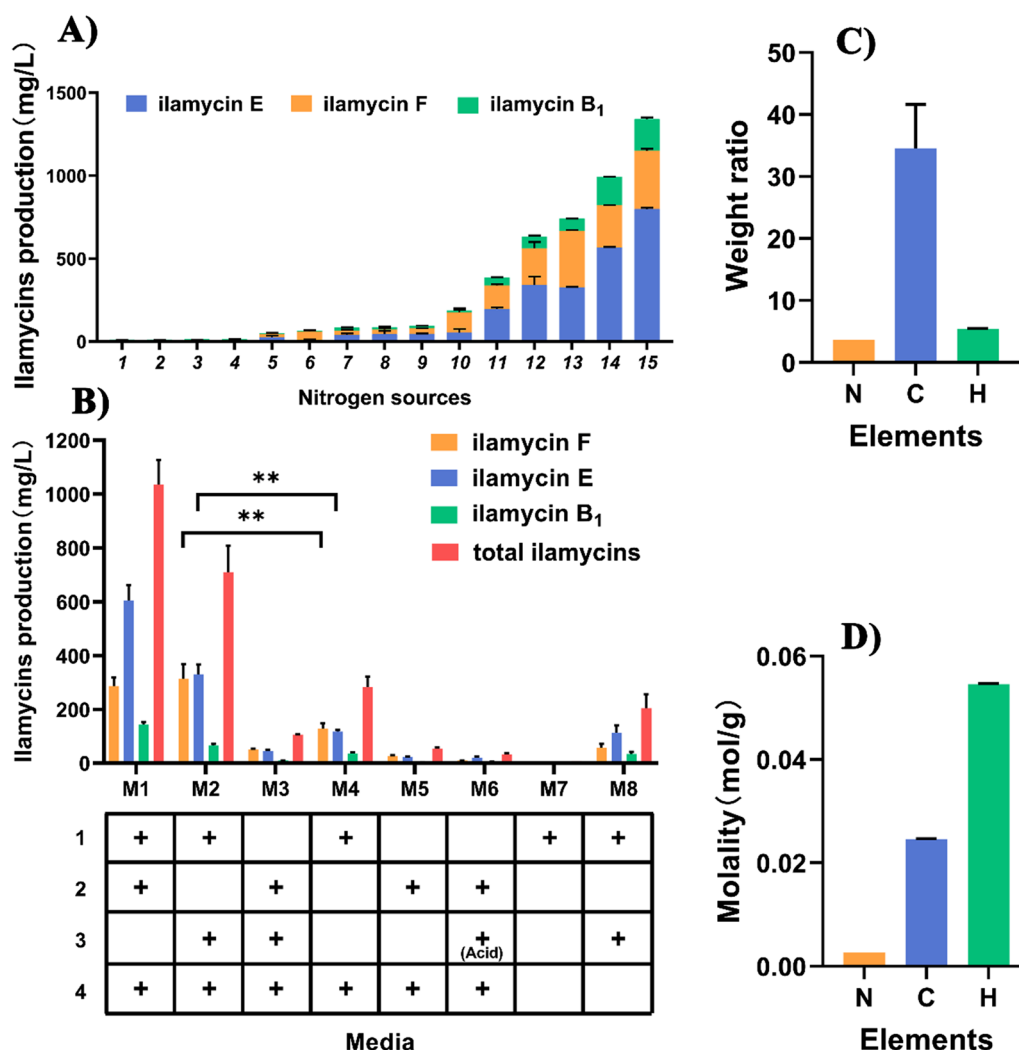 A)
Ilamycins production (mg/L)
ilamycin E ilamycin F ilamycin B1
1500
1000
500
0
1 2 3 4 5 6 7 8 9 10 11 12 13 14 15
Nitrogen sources
B)
Ilamycins production (mg/L)
ilamycin F
ilamycin E
ilamycin B1
total ilamycins
** 
**
1200
1000
800
600
400
200
0
M1 M2 M3 M4 M5 M6 M7 M8
1 + + + + +
2 + + + +
3 + + + (Acid) +
4 + + + + + +
Media
C)
Weight ratio
50
40
30
20
10
0
N C H
Elements
D)
Molality (mol/g)
0.06
0.04
0.02
0.00
N C H
Elements